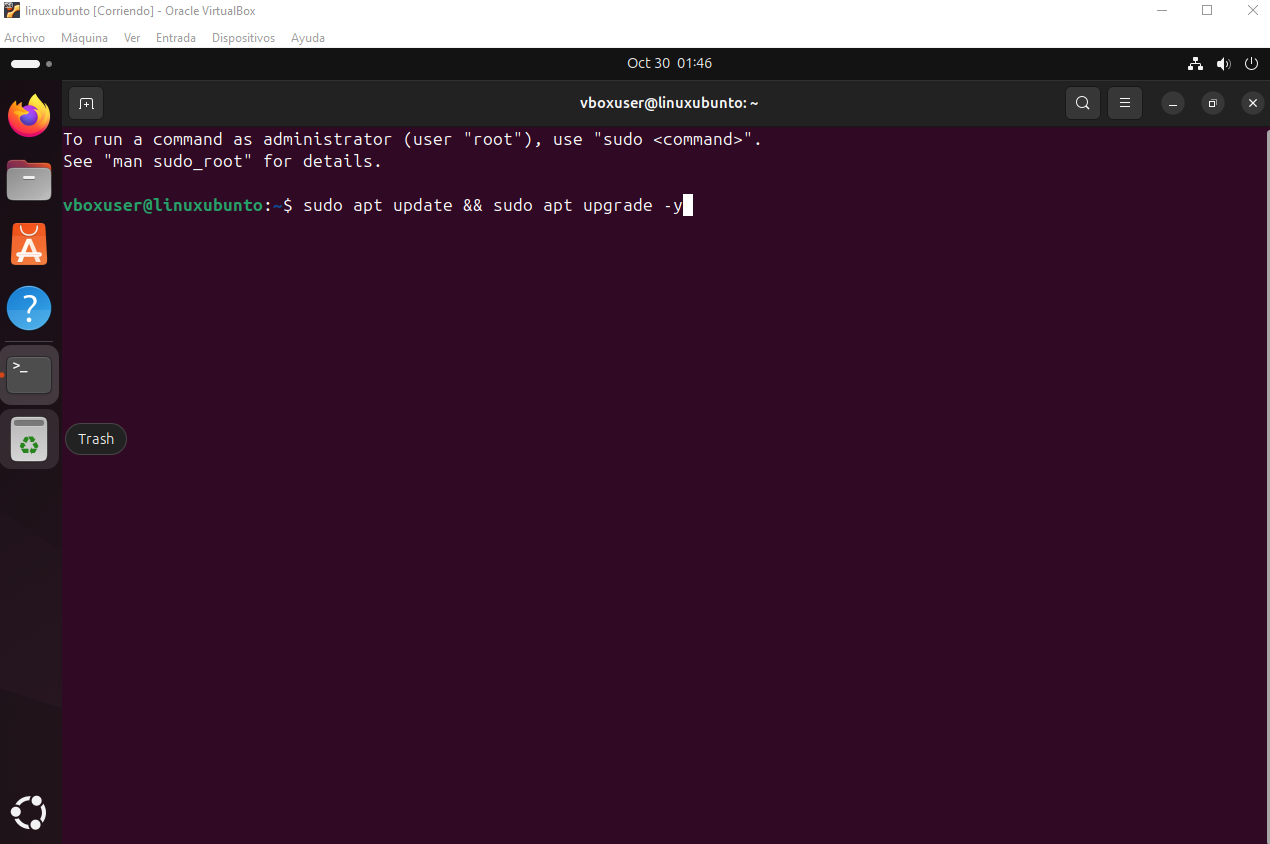 linuxubunto [Corriendo] - Oracle VirtualBox
Archivo Máquina Ver Entrada Dispositivos Ayuda
Oct 30 01:46
vboxuser@linuxubunto: ~
To run a command as administrator (user "root"), use "sudo <command>".
See "man sudo_root" for details.
vboxuser@linuxubunto:~$ sudo apt update && sudo apt upgrade -y
Trash